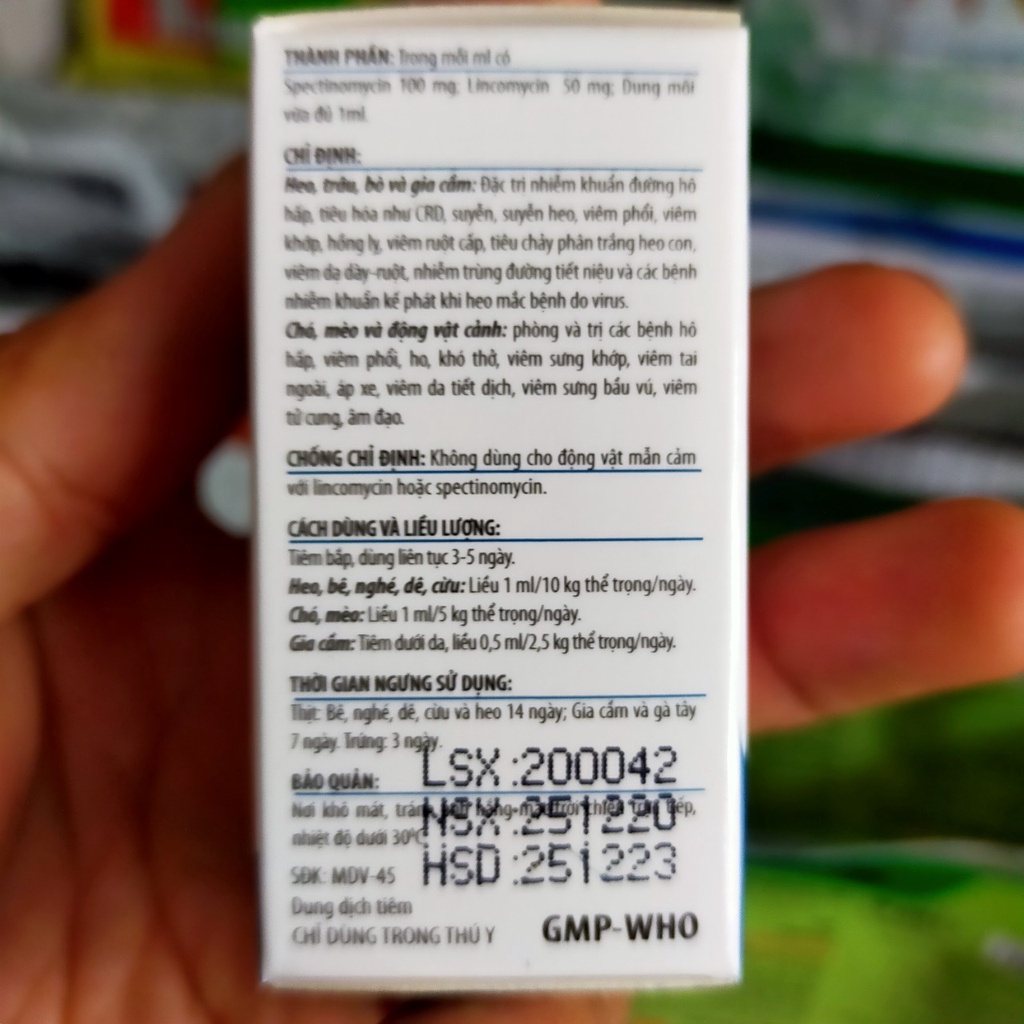 THÀNH PHẦN: Trong mỗi ml có
Spectinomycin 100 mg; Lincomycin 50 mg; Dung môi
vừa đủ 1ml.
CHỈ ĐỊNH:
Heo, trâu, bò và gia cầm: Đặc trị nhiễm khuẩn đường hô
hấp, tiêu hóa như CRD, suyễn, suyễn heo, viêm phổi, viêm
khớp, hồng lỵ, viêm ruột cấp, tiêu chảy phân trắng heo con,
viêm dạ dày-ruột, nhiễm trùng đường tiết niệu và các bệnh
nhiễm khuẩn kế phát khi heo mắc bệnh do virus.
Chó, mèo và động vật cảnh: phòng và trị các bệnh hô
hấp, viêm phổi, ho, khó thở, viêm sưng khớp, viêm tai
ngoài, áp xe, viêm da tiết dịch, viêm sưng bầu vú, viêm
tử cung, âm đạo.
CHỐNG CHỈ ĐỊNH: Không dùng cho động vật mẫn cảm
với lincomycin hoặc spectinomycin.
CÁCH DÙNG VÀ LIỀU LƯỢNG:
Tiêm bắp, dùng liên tục 3-5 ngày.
Heo, bê, nghé, dê, cừu: Liều 1 ml/10 kg thể trọng/ngày.
Chó, mèo: Liều 1 ml/5 kg thể trọng/ngày.
Gia cầm: Tiêm dưới da, liều 0,5 ml/2,5 kg thể trọng/ngày.
THỜI GIAN NGƯNG SỬ DỤNG:
Thịt: Bê, nghé, dê, cừu và heo 14 ngày; Gia cầm và gà tây
7 ngày. Trứng: 3 ngày.
LSX :200042
BẢO QUẢN:
Nơi khô mát, tránh ánh nắng mặt trời chiếu trực tiếp,
NSX :251220
nhiệt độ dưới 30°C
HSD :251223
SĐK: MDV-45
Dung dịch tiêm
CHỈ DÙNG TRONG THÚ Y
GMP-WHO